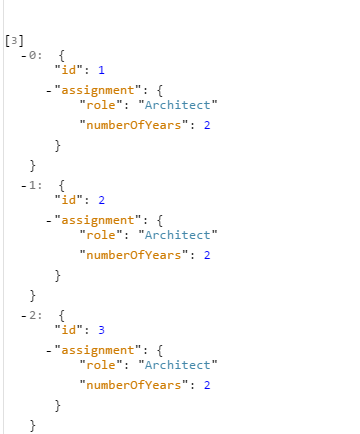 [3]
-0: {
"id": 1
-"assignment": {
"role": "Architect"
"numberOfYears": 2
}
}
-1: {
"id": 2
-"assignment": {
"role": "Architect"
"numberOfYears": 2
}
}
-2: {
"id": 3
-"assignment": {
"role": "Architect"
"numberOfYears": 2
}
}